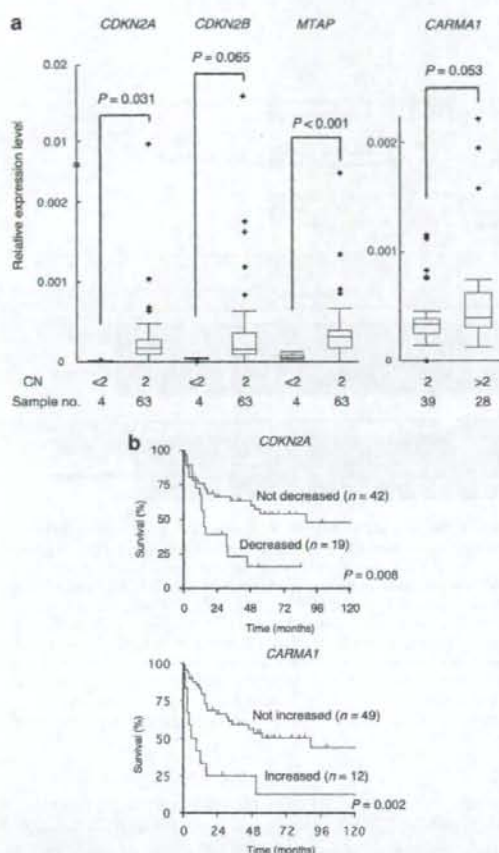 a
CDKN2A CDKN2B MTAP CARMA1
P = 0.031
P = 0.065
P < 0.001
P = 0.053
Relative expression level
0.02
0.01
0.002
0.001
0
0.002
0.001
CN <2 2 <2 2 <2 2 2 >2
Sample no. 4 63 4 63 4 63 39 28
b
CDKN2A
Survival (%)
100
75
50
25
0
Not decreased (n = 42)
Decreased (n = 19)
P = 0.008
0 24 48 72 96 120
Time (months)
CARMA1
Survival (%)
100
75
50
25
0
Not increased (n = 49)
Increased (n = 12)
P = 0.002
0 24 48 72 96 120
Time (months)